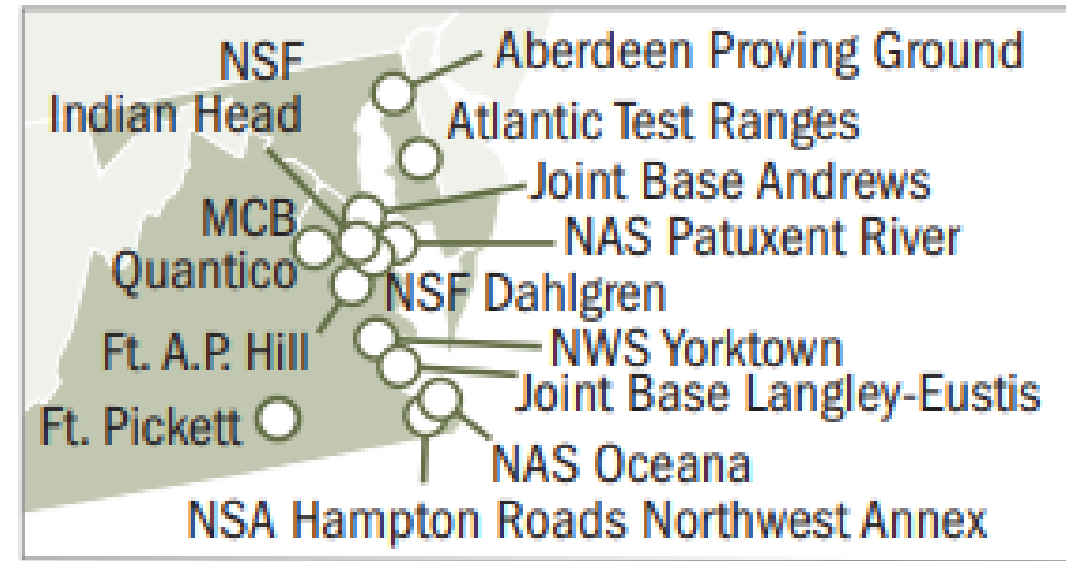 NSF
Indian Head
Aberdeen Proving Ground
Atlantic Test Ranges
Joint Base Andrews
MCB
Quantico
NAS Patuxent River
NSF Dahlgren
Ft. A.P. Hill
NWS Yorktown
Joint Base Langley-Eustis
Ft. Pickett
NAS Oceana
NSA Hampton Roads Northwest Annex